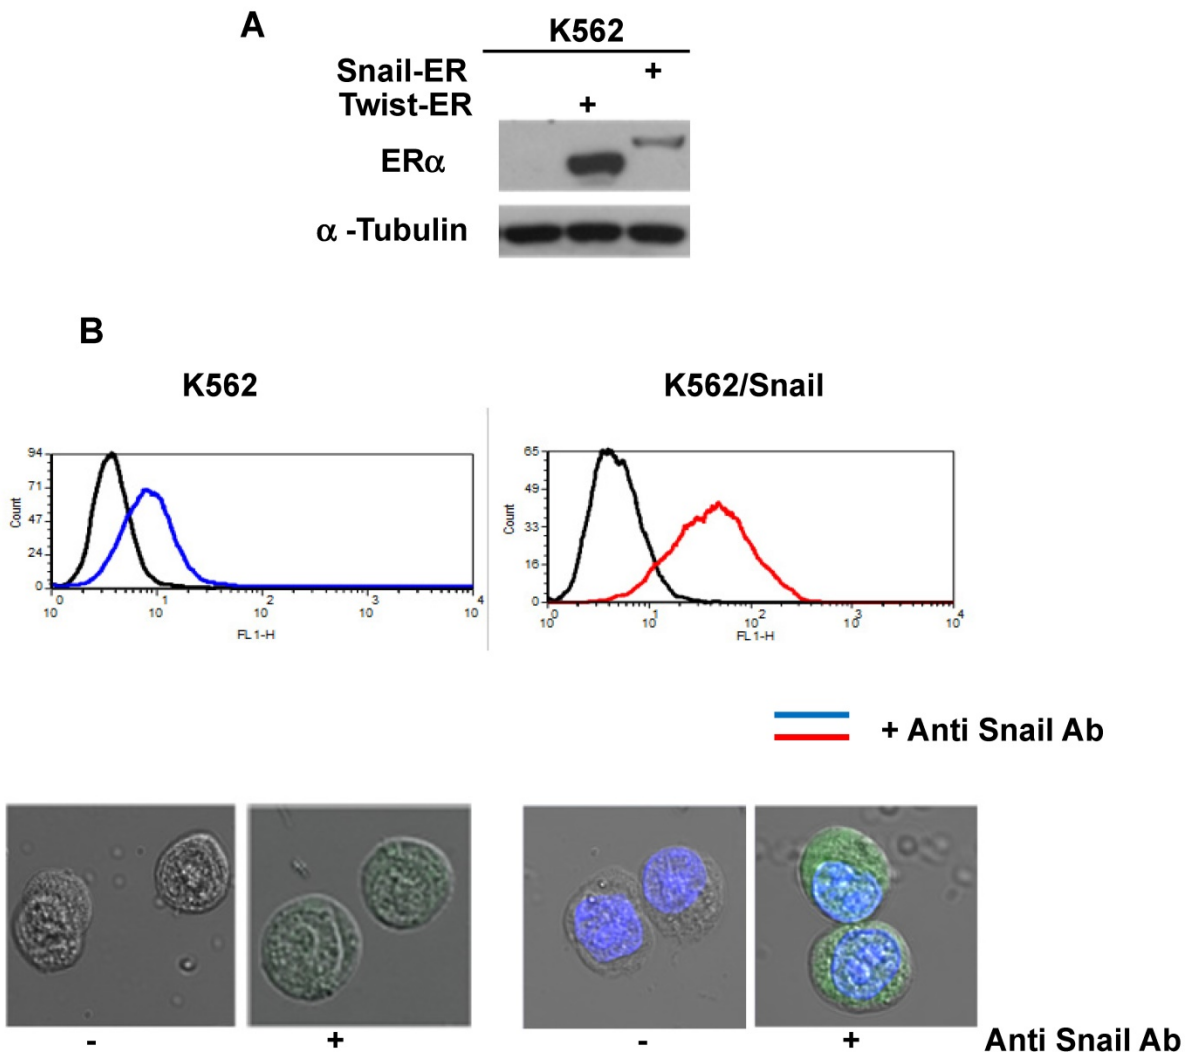 A
K562
Snail-ER +
Twist-ER +
ERα
α -Tubulin
B
K562
K562/Snail
94
71
47
24
0
Count
10^0 10^1 10^2 10^3 10^4
FL1-H
65
49
33
16
0
Count
10^0 10^1 10^2 10^3 10^4
FL1-H
+ Anti Snail Ab
- + - + Anti Snail Ab